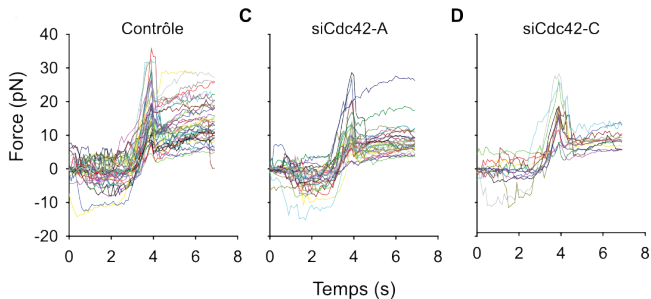 Contrôle
C
siCdc42-A
D
siCdc42-C
Force (pN)
40
30
20
10
0
-10
-20
0 2 4 6 8
0 2 4 6 8
0 2 4 6 8
Temps (s)